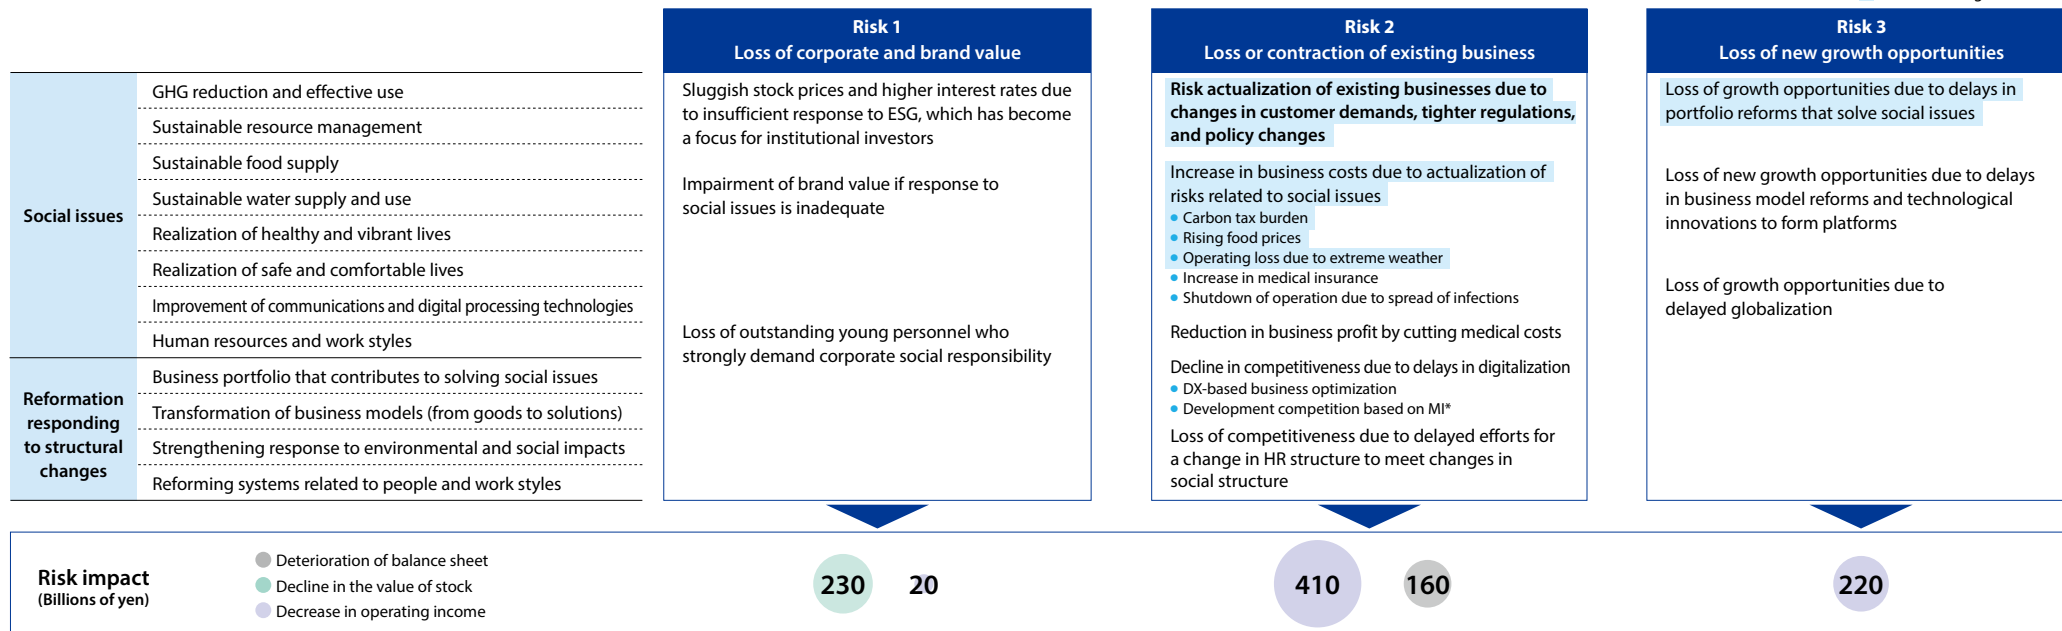 Risk 1
Loss of corporate and brand value
Risk 2
Loss or contraction of existing business
Risk 3
Loss of new growth opportunities
Social issues
GHG reduction and effective use
Sustainable resource management
Sustainable food supply
Sustainable water supply and use
Realization of healthy and vibrant lives
Realization of safe and comfortable lives
Improvement of communications and digital processing technologies
Human resources and work styles
Reformation
responding
to structural
changes
Business portfolio that contributes to solving social issues
Transformation of business models (from goods to solutions)
Strengthening response to environmental and social impacts
Reforming systems related to people and work styles
Sluggish stock prices and higher interest rates due
to insufficient response to ESG, which has become
a focus for institutional investors
Impairment of brand value if response to
social issues is inadequate
Loss of outstanding young personnel who
strongly demand corporate social responsibility
Risk actualization of existing businesses due to
changes in customer demands, tighter regulations,
and policy changes
Increase in business costs due to actualization of
risks related to social issues
• Carbon tax burden
• Rising food prices
• Operating loss due to extreme weather
• Increase in medical insurance
• Shutdown of operation due to spread of infections
Reduction in business profit by cutting medical costs
Decline in competitiveness due to delays in digitalization
• DX-based business optimization
• Development competition based on MI*
Loss of competitiveness due to delayed efforts for
a change in HR structure to meet changes in
social structure
Loss of growth opportunities due to delays in
portfolio reforms that solve social issues
Loss of new growth opportunities due to delays
in business model reforms and technological
innovations to form platforms
Loss of growth opportunities due to
delayed globalization
Risk impact
(Billions of yen)
Deterioration of balance sheet
Decline in the value of stock
Decrease in operating income
230 20
410 160
220